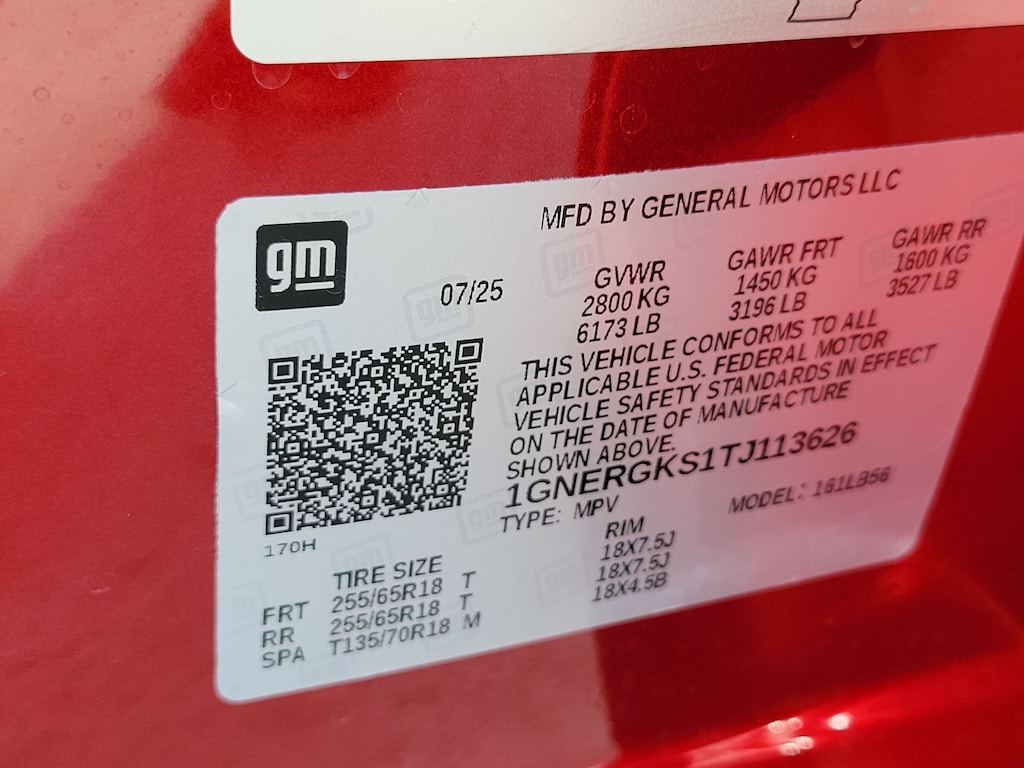 gm
MFD BY GENERAL MOTORS LLC
07/25
GVWR GAWR FRT GAWR RR
2800 KG 1450 KG 1600 KG
6173 LB 3196 LB 3527 LB
THIS VEHICLE CONFORMS TO ALL
APPLICABLE U.S. FEDERAL MOTOR
VEHICLE SAFETY STANDARDS IN EFFECT
ON THE DATE OF MANUFACTURE
SHOWN ABOVE.
1GNERGKS1TJ113626
TYPE: MPV MODEL: 161LB56
170H
TIRE SIZE RIM
FRT 255/65R18 T 18X7.5J
RR 255/65R18 T 18X7.5J
SPA T135/70R18 M 18X4.5B